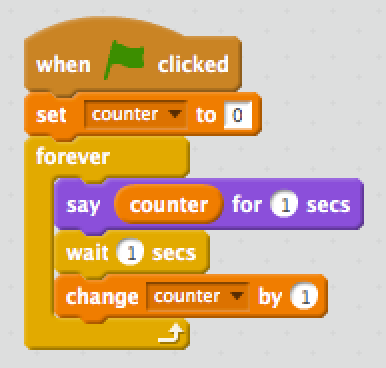 when clicked
set counter to 0
forever
say counter for 1 secs
wait 1 secs
change counter by 1